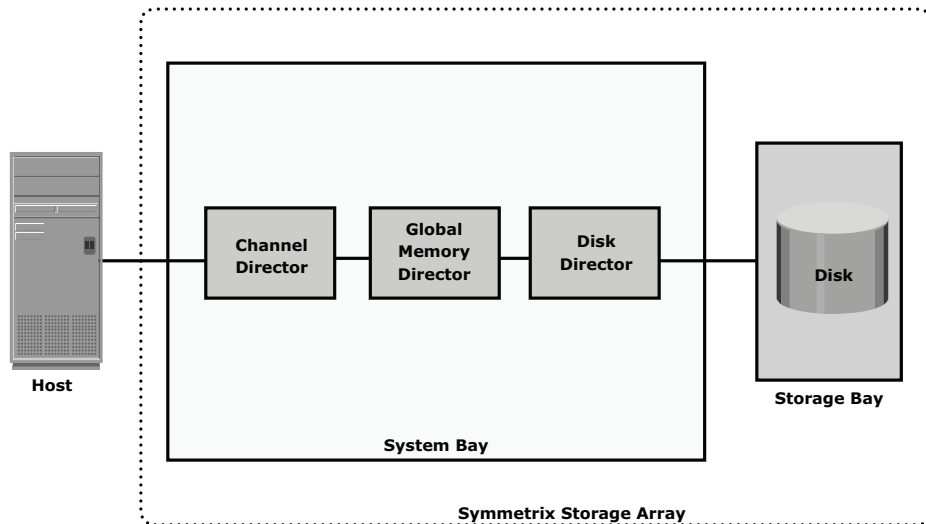 Host
Channel
Director
Global
Memory
Director
Disk
Director
Disk
System Bay
Storage Bay
Symmetrix Storage Array